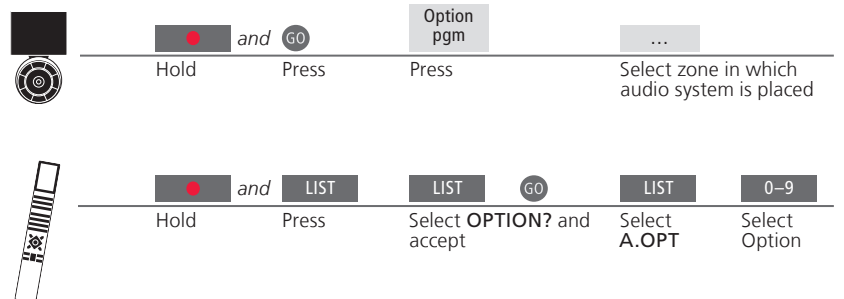 and GO Option pgm ...
Hold Press Press Select zone in which
audio system is placed
and LIST LIST GO LIST 0–9
Hold Press Select OPTION? and accept Select A.OPT Select Option